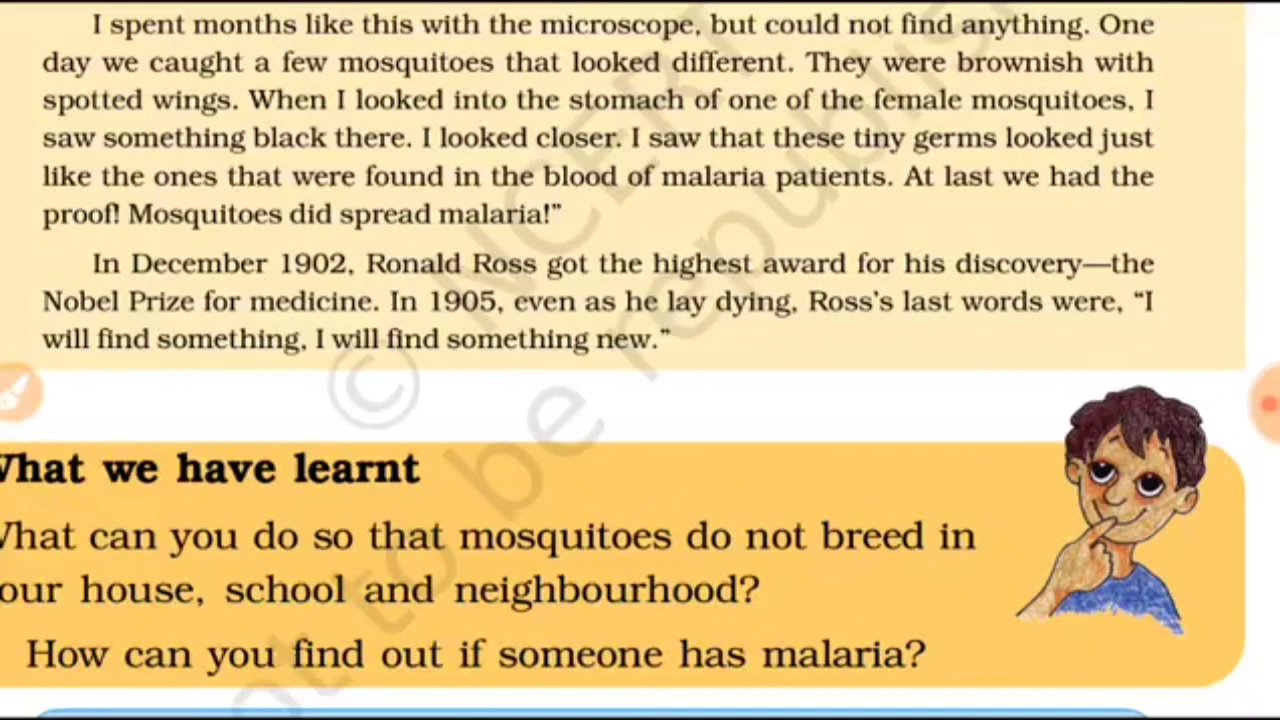 I spent months like this with the microscope, but could not find anything. One
day we caught a few mosquitoes that looked different. They were brownish with
spotted wings. When I looked into the stomach of one of the female mosquitoes, I
saw something black there. I looked closer. I saw that these tiny germs looked just
like the ones that were found in the blood of malaria patients. At last we had the
proof! Mosquitoes did spread malaria!”
In December 1902, Ronald Ross got the highest award for his discovery—the
Nobel Prize for medicine. In 1905, even as he lay dying, Ross’s last words were, “I
will find something, I will find something new.”
What we have learnt
What can you do so that mosquitoes do not breed in
our house, school and neighbourhood?
How can you find out if someone has malaria?
© NCERT
not to be republis